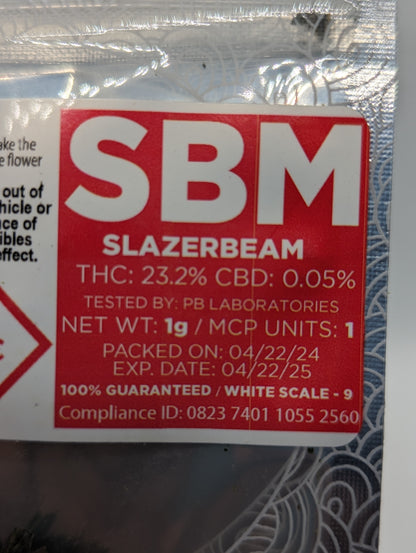 ake the
e flower
out of
hicle or
ce of
ibles
effect.
SBM
SLAZERBEAM
THC: 23.2% CBD: 0.05%
TESTED BY: PB LABORATORIES
NET WT: 1g / MCP UNITS: 1
PACKED ON: 04/22/24
EXP. DATE: 04/22/25
100% GUARANTEED / WHITE SCALE - 9
Compliance ID: 0823 7401 1055 2560